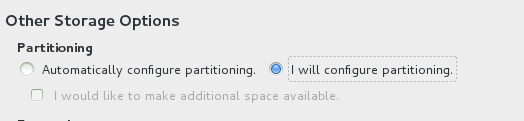 Other Storage Options
Partitioning
Automatically configure partitioning. I will configure partitioning.
I would like to make additional space available.